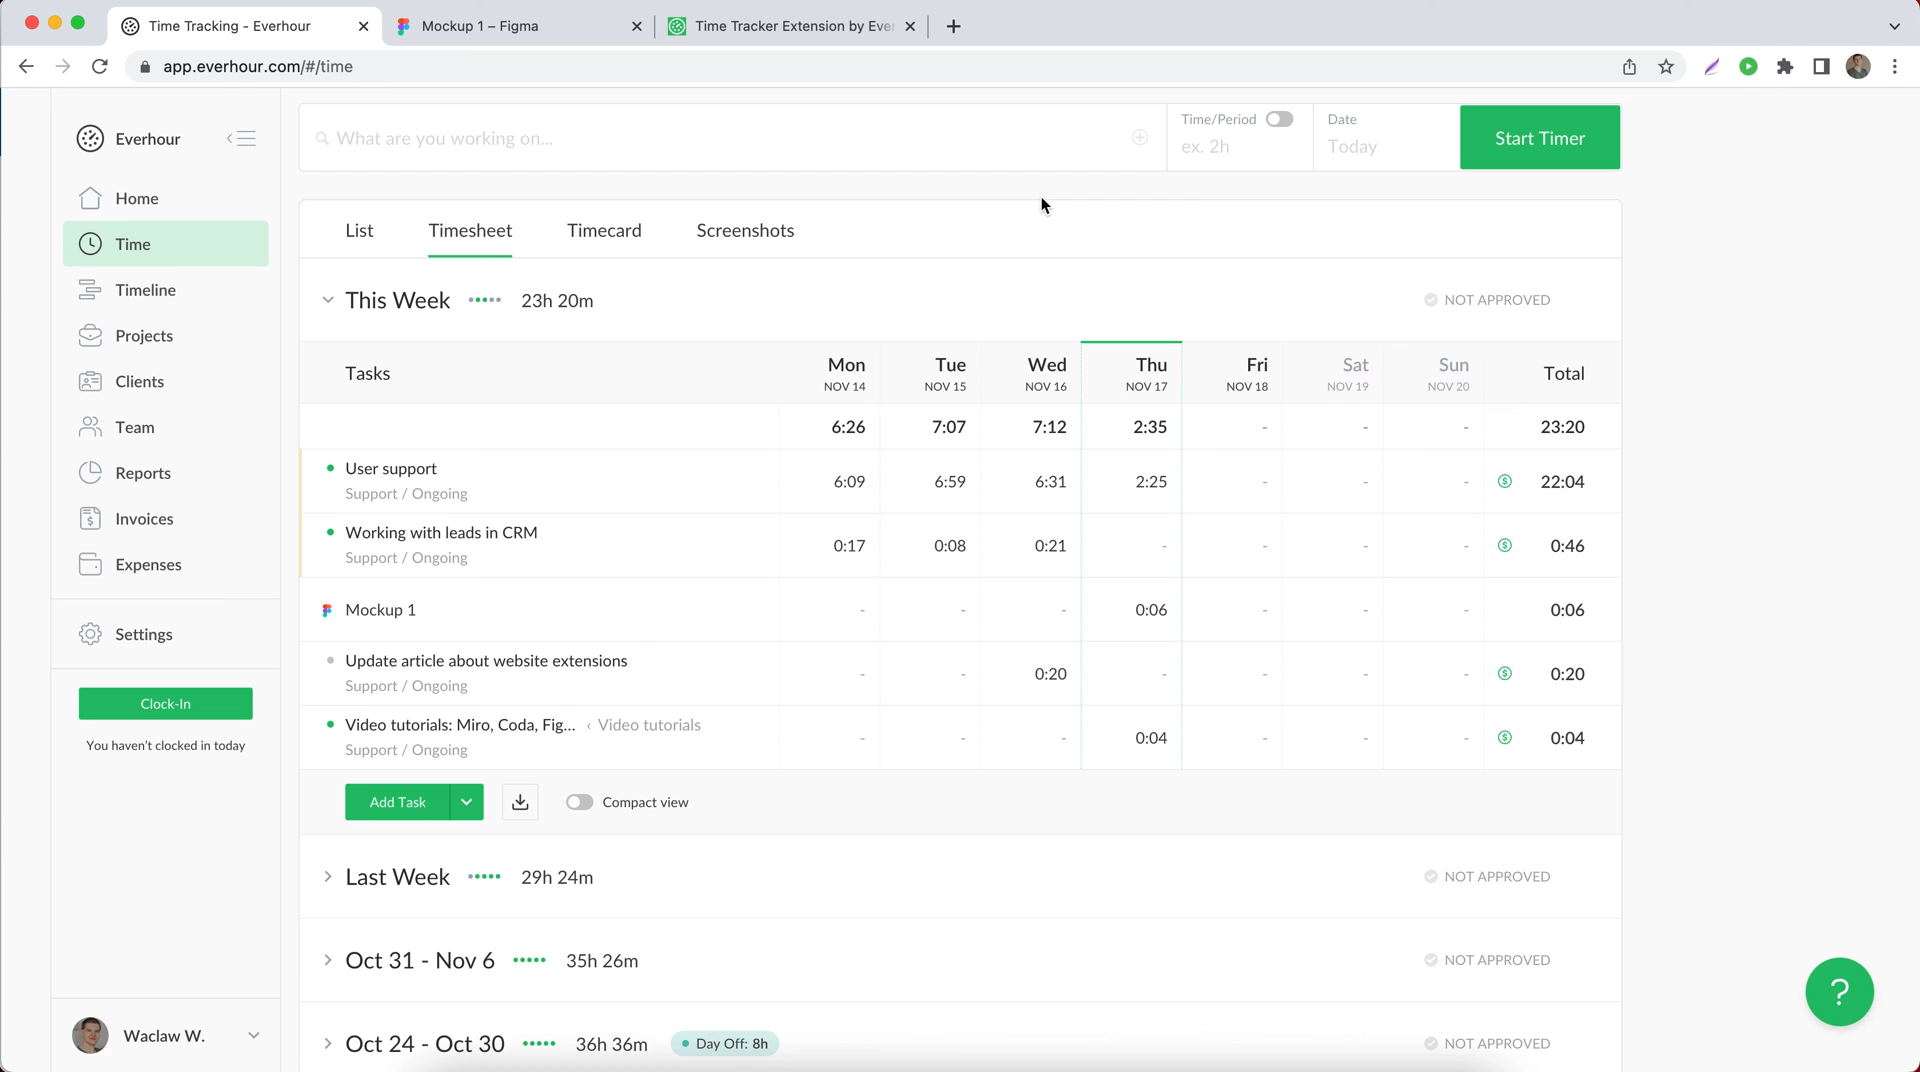 Time Tracking - Everhour
Mockup 1 – Figma
Time Tracker Extension by Eve
app.everhour.com/#/time
Everhour
What are you working on...
Time/Period
ex. 2h
Date
Today
Start Timer
Home
Time
Timeline
Projects
Clients
Team
Reports
Invoices
Expenses
Settings
Clock-In
You haven't clocked in today
Waclaw W.
List Timesheet Timecard Screenshots
This Week 23h 20m NOT APPROVED
Tasks Mon Tue Wed Thu Fri Sat Sun Total
NOV 14 NOV 15 NOV 16 NOV 17 NOV 18 NOV 19 NOV 20
6:26 7:07 7:12 2:35 - - - 23:20
User support
Support / Ongoing
6:09 6:59 6:31 2:25 - - - 22:04
Working with leads in CRM
Support / Ongoing
0:17 0:08 0:21 - - - - 0:46
Mockup 1 - - - 0:06 - - - 0:06
Update article about website extensions
Support / Ongoing
- - 0:20 - - - - 0:20
Video tutorials: Miro, Coda, Fig... ‹ Video tutorials
Support / Ongoing
- - - 0:04 - - - 0:04
Add Task Compact view
Last Week 29h 24m NOT APPROVED
Oct 31 - Nov 6 35h 26m NOT APPROVED
Oct 24 - Oct 30 36h 36m Day Off: 8h NOT APPROVED
?